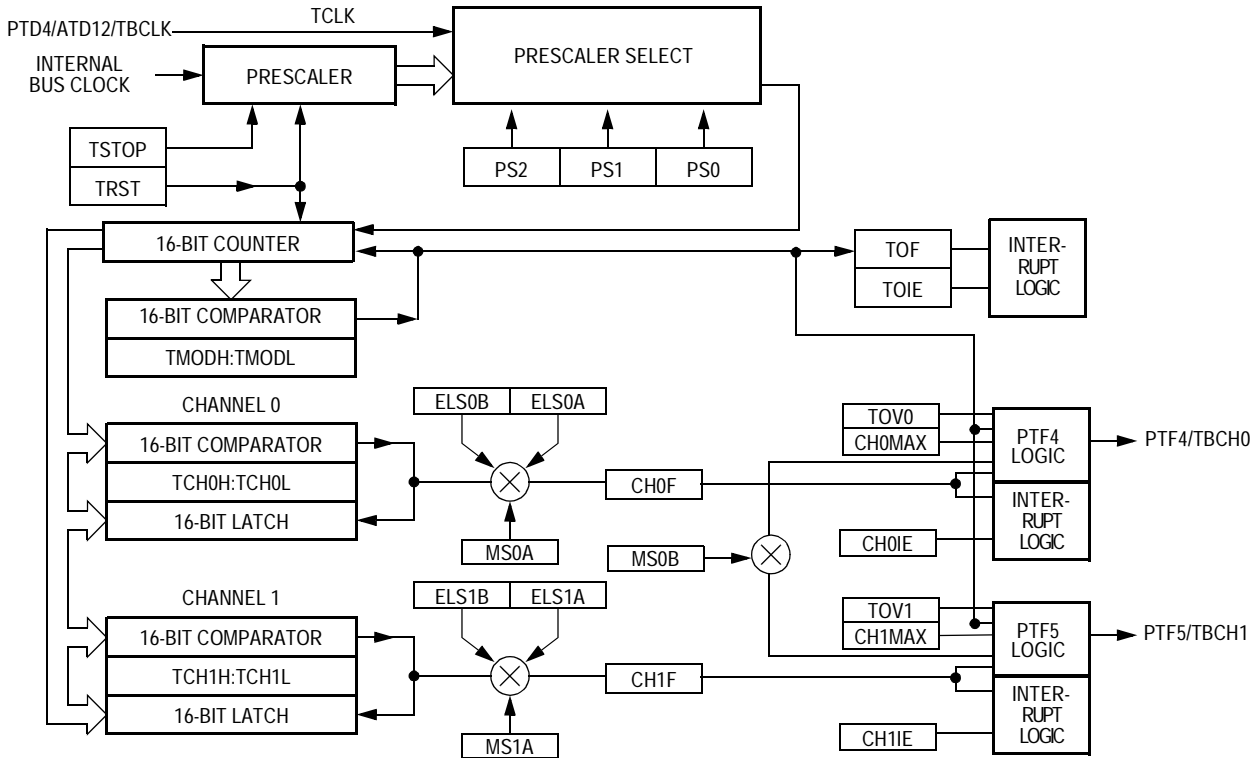 TCLK
PTD4/ATD12/TBCLK
PRESCALER SELECT
INTERNAL
BUS CLOCK
PRESCALER
TSTOP
TRST
PS2
PS1
PS0
16-BIT COUNTER
TOF
TOIE
INTER-
RUPT
LOGIC
16-BIT COMPARATOR
TMODH:TMODL
CHANNEL 0
ELS0B
ELS0A
16-BIT COMPARATOR
TCH0H:TCH0L
16-BIT LATCH
MS0A
CH0F
TOV0
CH0MAX
PTF4
LOGIC
PTF4/TBCH0
INTER-
RUPT
LOGIC
CH0IE
MS0B
CHANNEL 1
ELS1B
ELS1A
16-BIT COMPARATOR
TCH1H:TCH1L
16-BIT LATCH
MS1A
CH1F
TOV1
CH1MAX
PTF5
LOGIC
PTF5/TBCH1
INTER-
RUPT
LOGIC
CH1IE